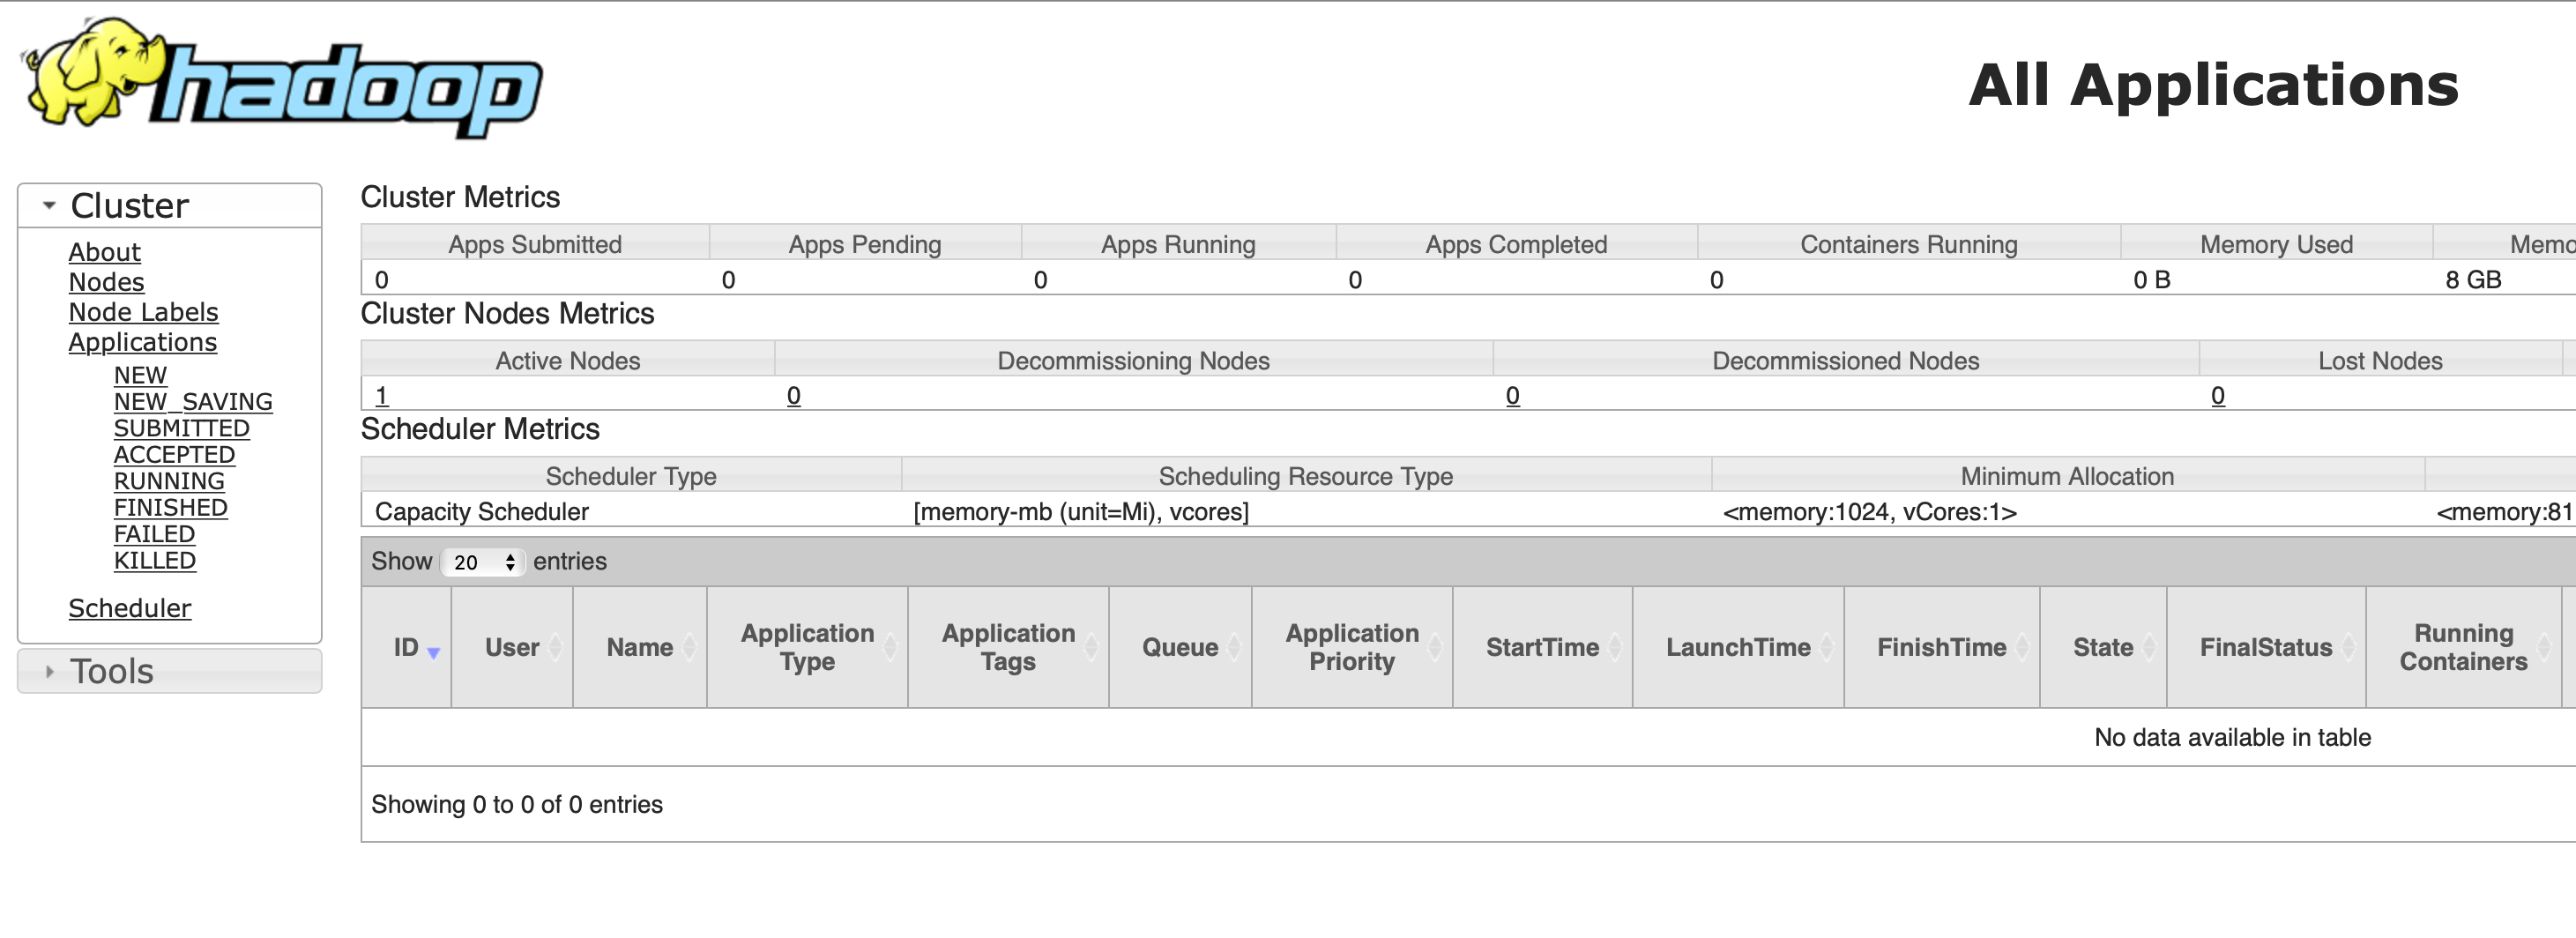 hadoop
All Applications
Cluster
About
Nodes
Node Labels
Applications
NEW
NEW_SAVING
SUBMITTED
ACCEPTED
RUNNING
FINISHED
FAILED
KILLED
Scheduler
Tools
Cluster Metrics
Apps Submitted Apps Pending Apps Running Apps Completed Containers Running Memory Used Memo
0 0 0 0 0 0 B 8 GB
Cluster Nodes Metrics
Active Nodes Decommissioning Nodes Decommissioned Nodes Lost Nodes
1 0 0 0
Scheduler Metrics
Scheduler Type Scheduling Resource Type Minimum Allocation
Capacity Scheduler [memory-mb (unit=Mi), vcores] <memory:1024, vCores:1> <memory:81
Show 20 entries
ID User Name Application Type Application Tags Queue Application Priority StartTime LaunchTime FinishTime State FinalStatus Running Containers
No data available in table
Showing 0 to 0 of 0 entries